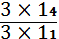 3 × 1₄
3 × 1₁